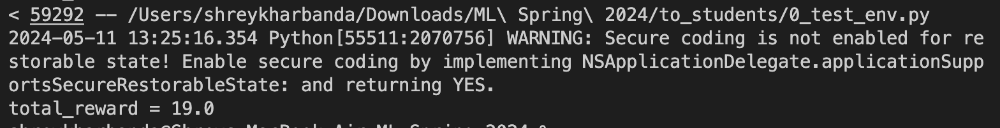 < 59292 -- /Users/shreykharbanda/Downloads/ML\ Spring\ 2024/to_students/0_test_env.py
2024-05-11 13:25:16.354 Python[55511:2070756] WARNING: Secure coding is not enabled for re
storable state! Enable secure coding by implementing NSApplicationDelegate.applicationSupp
ortsSecureRestorableState: and returning YES.
total_reward = 19.0